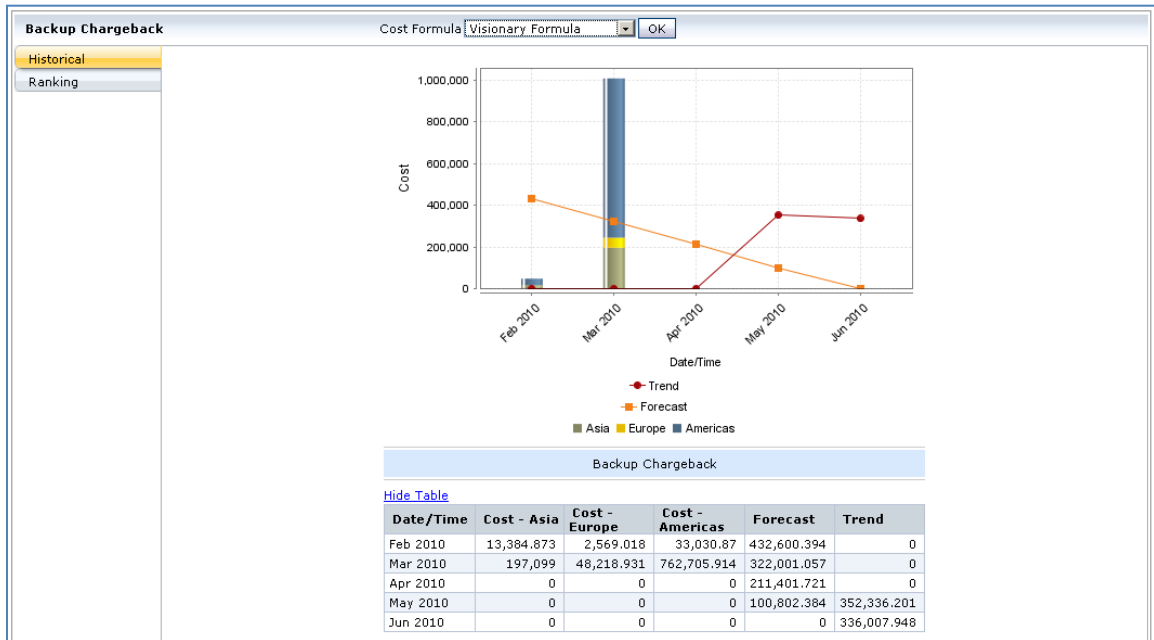 Backup Chargeback
Cost Formula Visionary Formula OK
Historical
Ranking
1,000,000
800,000
600,000
400,000
200,000
0
Cost
Feb 2010 Mar 2010 Apr 2010 May 2010 Jun 2010
Date/Time
Trend
Forecast
Asia Europe Americas
Backup Chargeback
Hide Table
Date/Time Cost - Asia Cost - Europe Cost - Americas Forecast Trend
Feb 2010 13,384.873 2,569.018 33,030.87 432,600.394 0
Mar 2010 197,099 48,218.931 762,705.914 322,001.057 0
Apr 2010 0 0 0 211,401.721 0
May 2010 0 0 0 100,802.384 352,336.201
Jun 2010 0 0 0 0 336,007.948